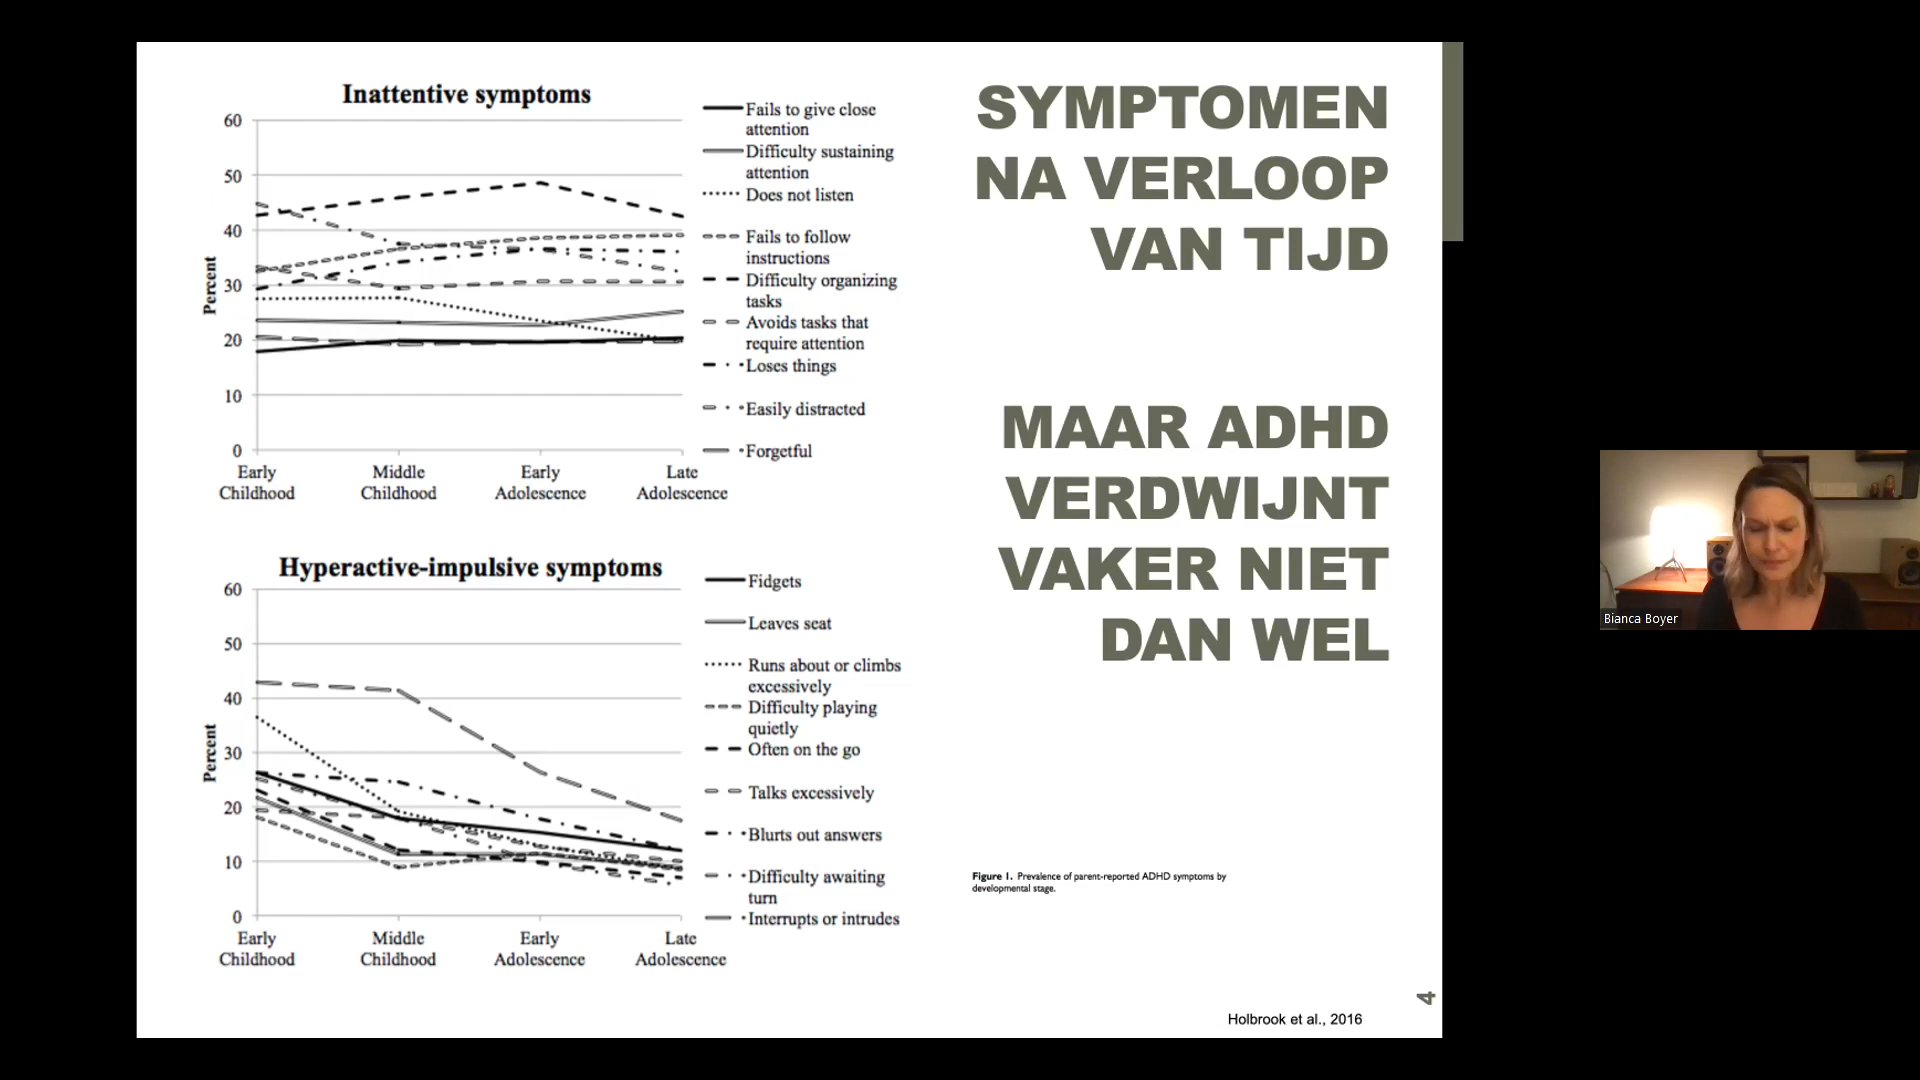 Inattentive symptoms
60
50
40
30
20
10
0
Percent
Early
Childhood
Middle
Childhood
Early
Adolescence
Late
Adolescence
Fails to give close
attention
Difficulty sustaining
attention
Does not listen
Fails to follow
instructions
Difficulty organizing
tasks
Avoids tasks that
require attention
Loses things
Easily distracted
Forgetful
Hyperactive-impulsive symptoms
60
50
40
30
20
10
0
Percent
Early
Childhood
Middle
Childhood
Early
Adolescence
Late
Adolescence
Fidgets
Leaves seat
Runs about or climbs
excessively
Difficulty playing
quietly
Often on the go
Talks excessively
Blurts out answers
Difficulty awaiting
turn
Interrupts or intrudes
SYMPTOMEN
NA VERLOOP
VAN TIJD
MAAR ADHD
VERDWIJNT
VAKER NIET
DAN WEL
Figure 1. Prevalence of parent-reported ADHD symptoms by
developmental stage.
4
Holbrook et al., 2016
Bianca Boyer